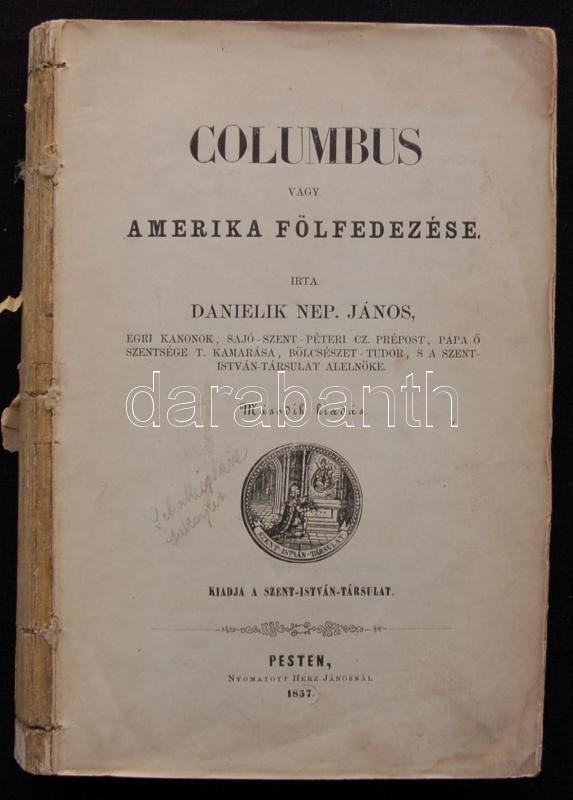 COLUMBUS
VAGY
AMERIKA FÖLFEDEZÉSE.
IRTA
DANIELIK NEP. JÁNOS,
EGRI KANONOK, SAJÓ-SZENT-PÉTERI CZ. PRÉPOST, PÁPA Ő
SZENTSÉGE T. KAMARÁSA, BÖLCSÉSZET-TUDOR, S A SZENT-
ISTVÁN-TÁRSULAT ALELNÖKE.
darabanth
Második kiadás.
SZENT-ISTVÁN-TÁRSULAT
KIADJA A SZENT-ISTVÁN-TÁRSULAT.
PESTEN,
NYOMATOTT HERZ JÁNOSNÁL
1857